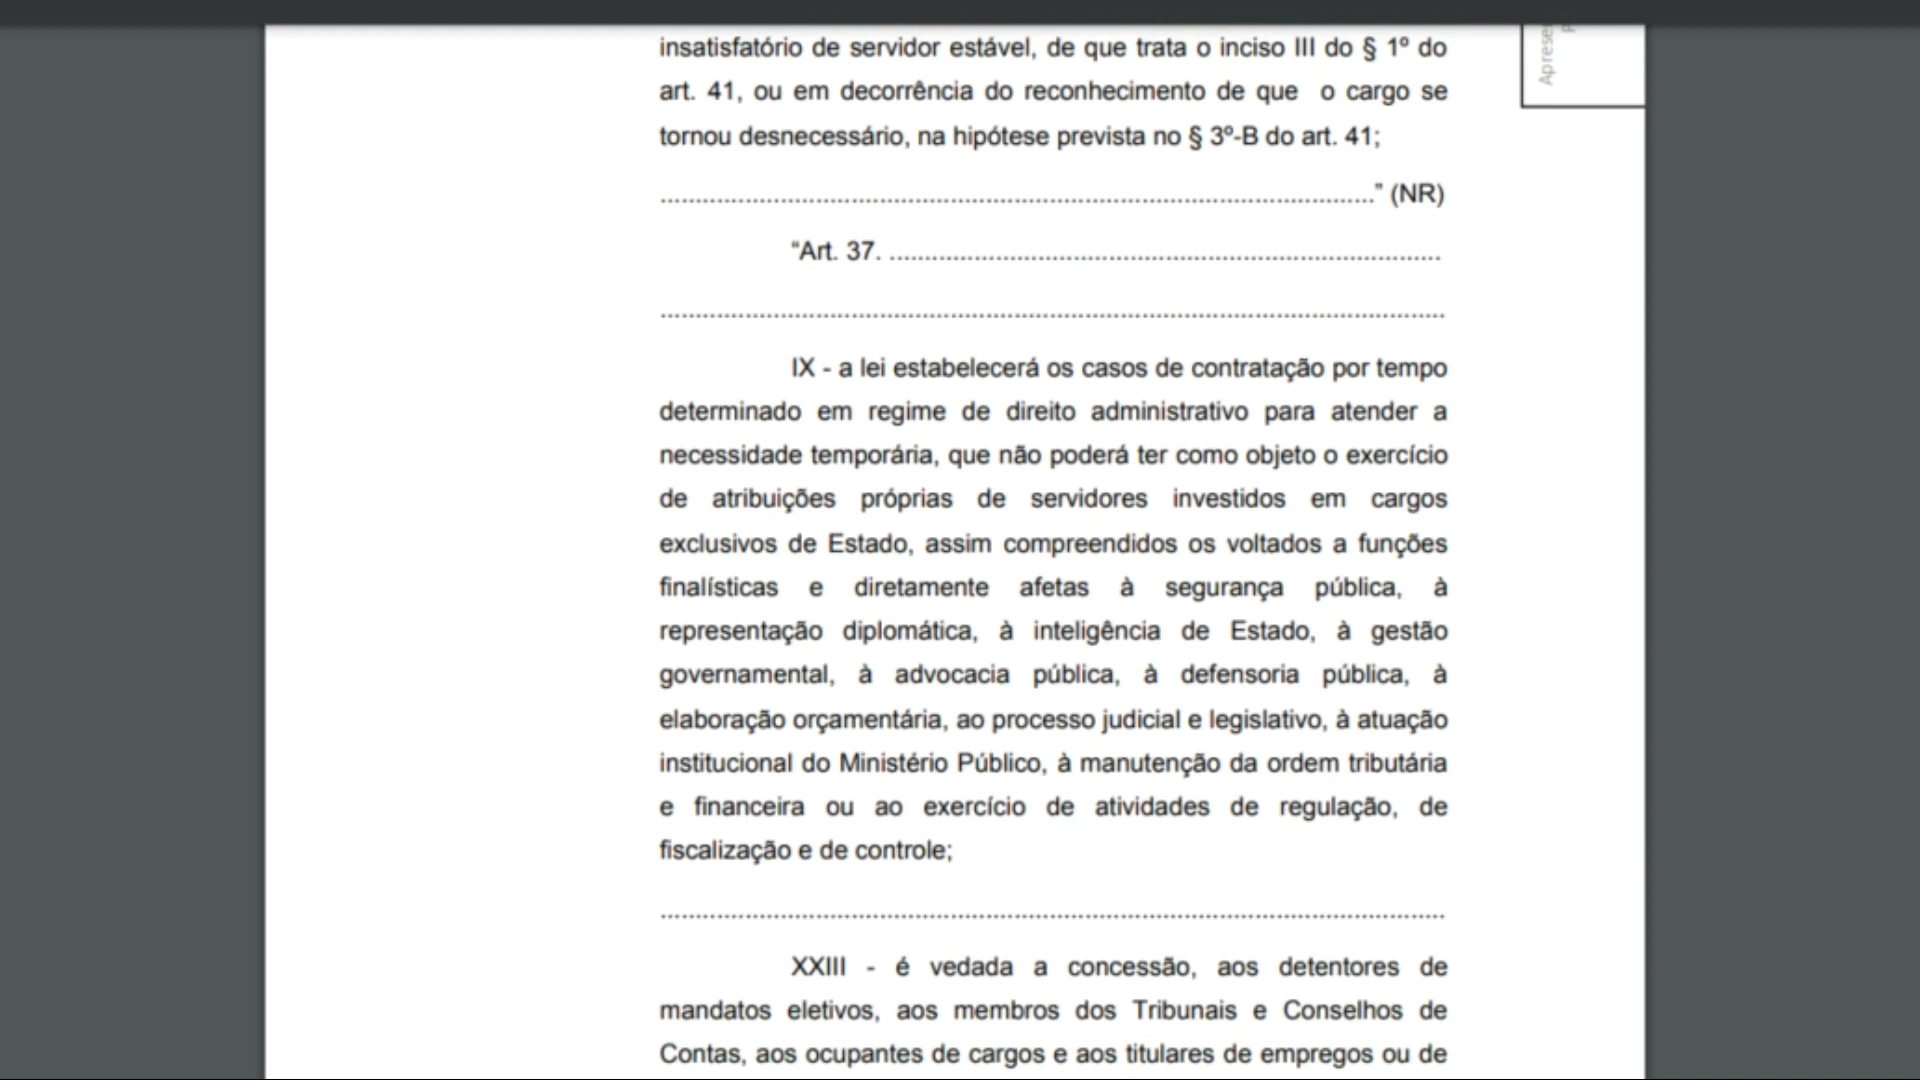 insatisfatório de servidor estável, de que trata o inciso III do § 1º do
art. 41, ou em decorrência do reconhecimento de que o cargo se
tornou desnecessário, na hipótese prevista no § 3º-B do art. 41;
......................................................................................................” (NR)
“Art. 37. ...............................................................................
................................................................................................................
IX - a lei estabelecerá os casos de contratação por tempo
determinado em regime de direito administrativo para atender a
necessidade temporária, que não poderá ter como objeto o exercício
de atribuições próprias de servidores investidos em cargos
exclusivos de Estado, assim compreendidos os voltados a funções
finalísticas e diretamente afetas à segurança pública, à
representação diplomática, à inteligência de Estado, à gestão
governamental, à advocacia pública, à defensoria pública, à
elaboração orçamentária, ao processo judicial e legislativo, à atuação
institucional do Ministério Público, à manutenção da ordem tributária
e financeira ou ao exercício de atividades de regulação, de
fiscalização e de controle;
................................................................................................................
XXIII - é vedada a concessão, aos detentores de
mandatos eletivos, aos membros dos Tribunais e Conselhos de
Contas, aos ocupantes de cargos e aos titulares de empregos ou de
Aprese